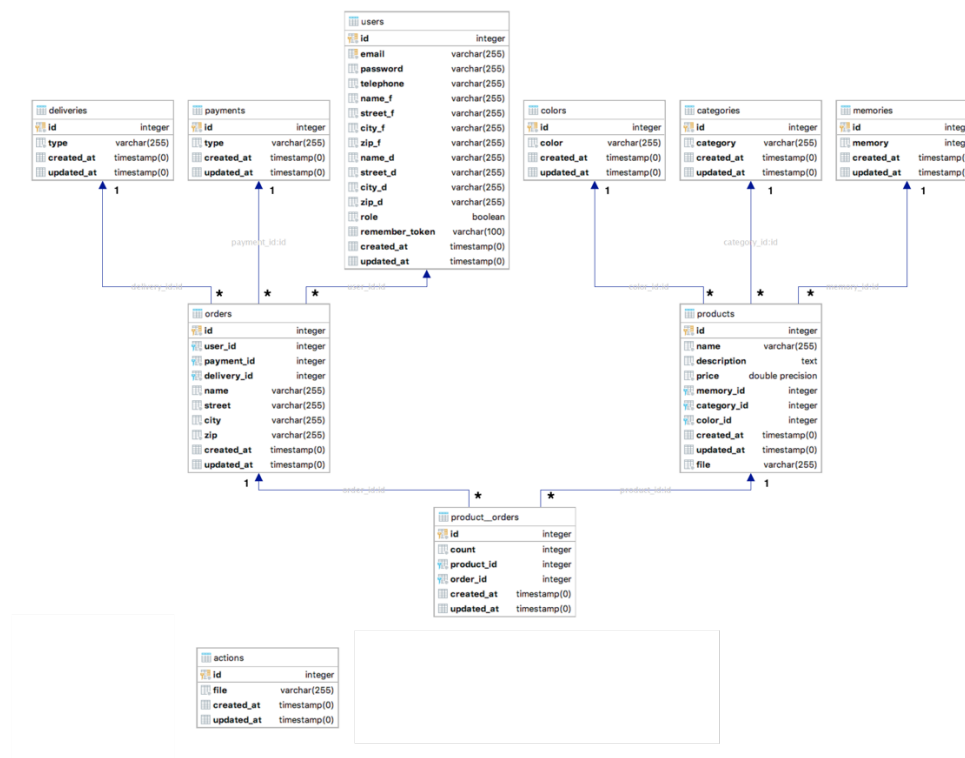 users
id integer
email varchar(255)
password varchar(255)
telephone varchar(255)
name_f varchar(255)
street_f varchar(255)
city_f varchar(255)
zip_f varchar(255)
name_d varchar(255)
street_d varchar(255)
city_d varchar(255)
zip_d varchar(255)
role boolean
remember_token varchar(100)
created_at timestamp(0)
updated_at timestamp(0)
deliveries
id integer
type varchar(255)
created_at timestamp(0)
updated_at timestamp(0)
1
payments
id integer
type varchar(255)
created_at timestamp(0)
updated_at timestamp(0)
1
colors
id integer
color varchar(255)
created_at timestamp(0)
updated_at timestamp(0)
1
categories
id integer
category varchar(255)
created_at timestamp(0)
updated_at timestamp(0)
1
memories
id integ
memory integ
created_at timestamp(
updated_at timestamp(
1
payment_id:id
category_id:id
delivery_id:id
*
*
*
user_id:id
color_id:id
*
*
*
memory_id:id
orders
id integer
user_id integer
payment_id integer
delivery_id integer
name varchar(255)
street varchar(255)
city varchar(255)
zip varchar(255)
created_at timestamp(0)
updated_at timestamp(0)
1
products
id integer
name varchar(255)
description text
price double precision
memory_id integer
category_id integer
color_id integer
created_at timestamp(0)
updated_at timestamp(0)
file varchar(255)
1
order_id:id
*
*
product_id:id
product__orders
id integer
count integer
product_id integer
order_id integer
created_at timestamp(0)
updated_at timestamp(0)
actions
id integer
file varchar(255)
created_at timestamp(0)
updated_at timestamp(0)